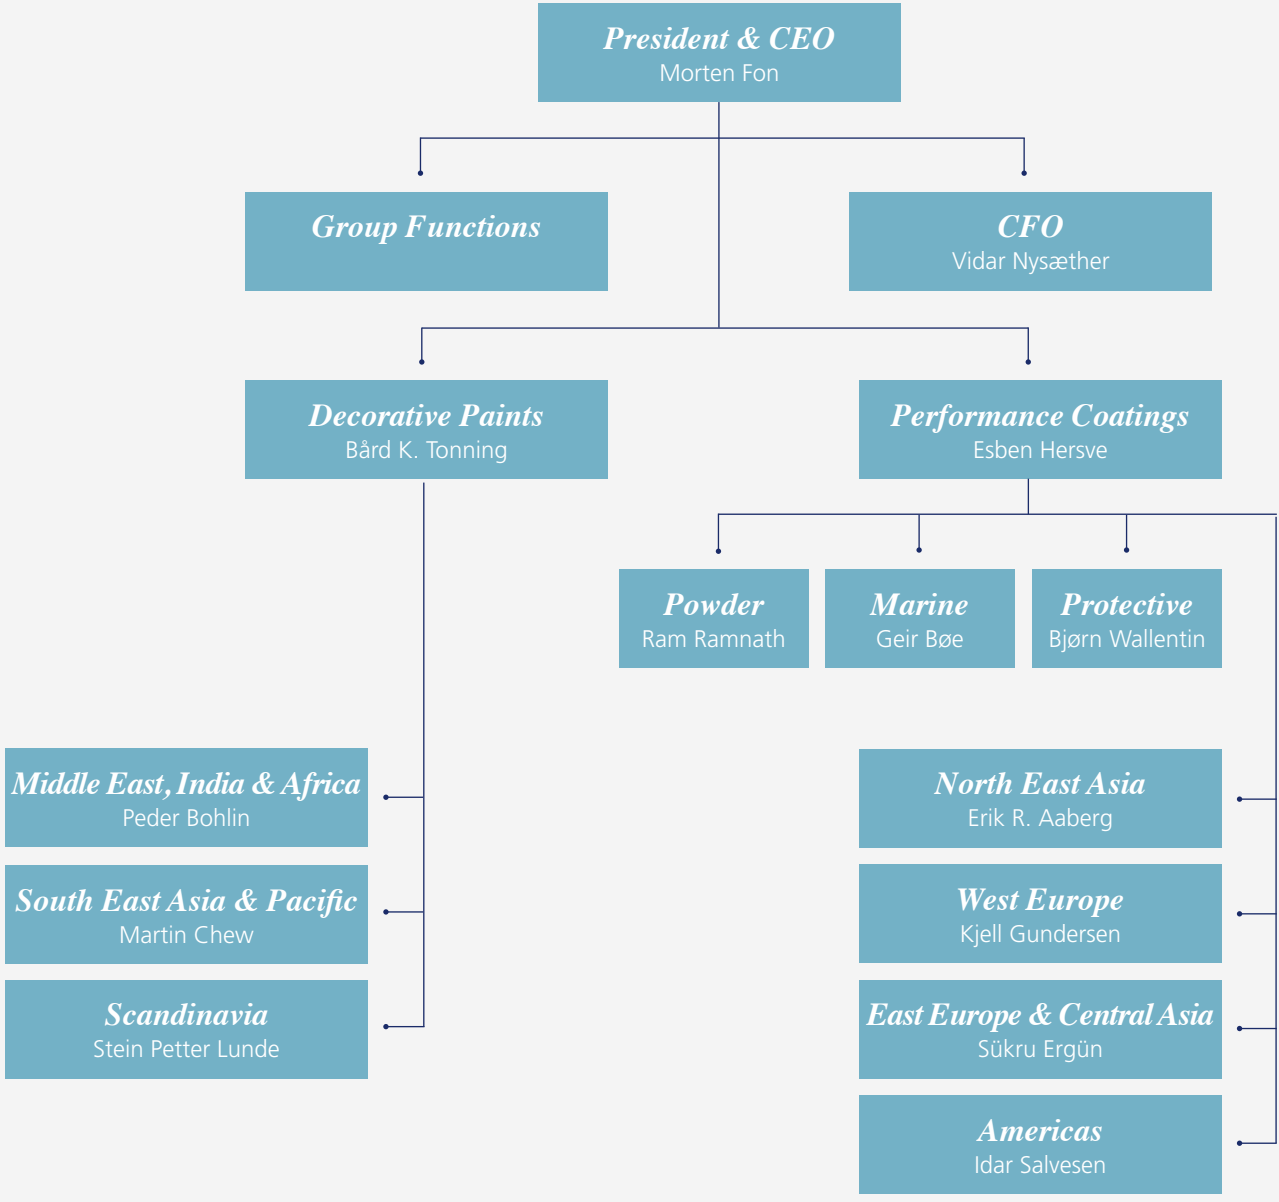 President & CEO
Morten Fon
Group Functions
CFO
Vidar Nysæther
Decorative Paints
Bård K. Tonning
Performance Coatings
Esben Hersve
Powder
Ram Ramnath
Marine
Geir Bøe
Protective
Bjørn Wallentin
Middle East, India & Africa
Peder Bohlin
South East Asia & Pacific
Martin Chew
Scandinavia
Stein Petter Lunde
North East Asia
Erik R. Aaberg
West Europe
Kjell Gundersen
East Europe & Central Asia
Sükru Ergün
Americas
Idar Salvesen